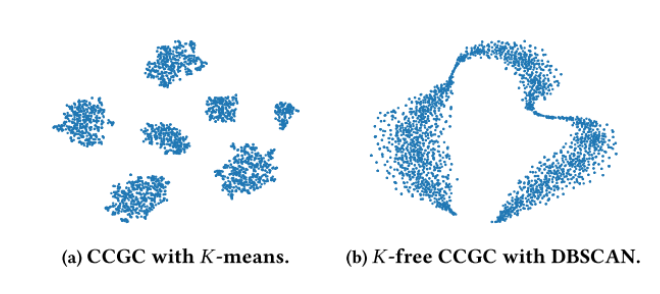 (a) CCGC with K-means.
(b) K-free CCGC with DBSCAN.